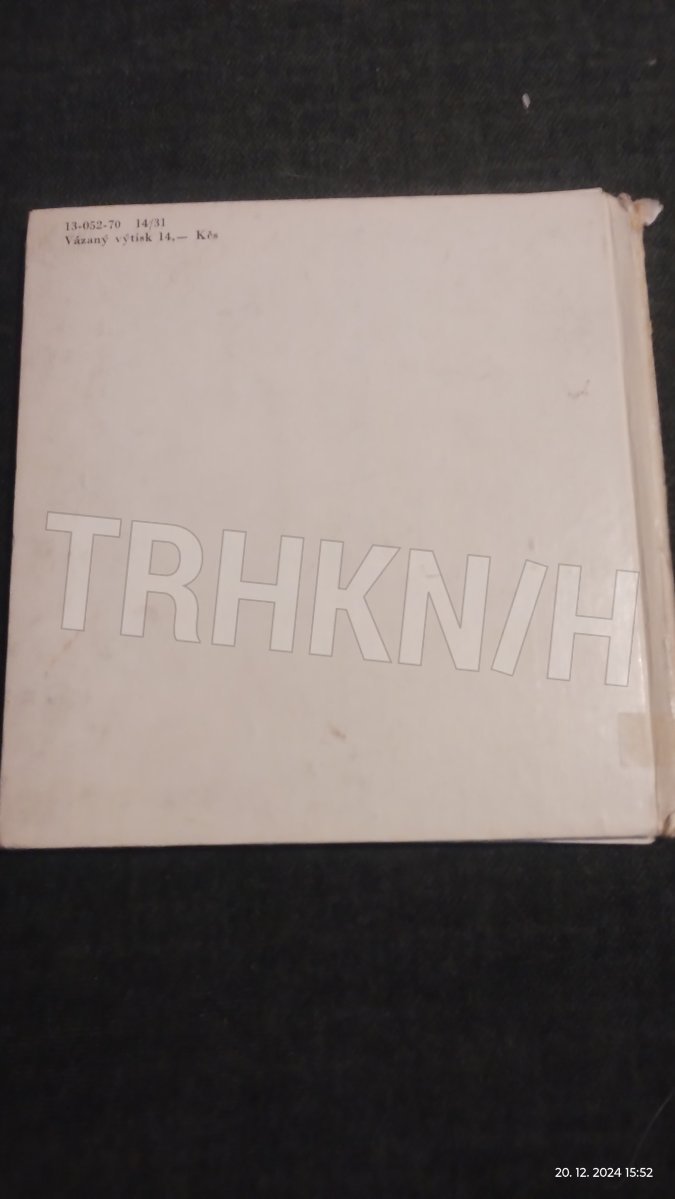 13-052-70 14/31
Vázaný výtisk 14,— Kčs
TRHKN/H
20. 12. 2024 15:52